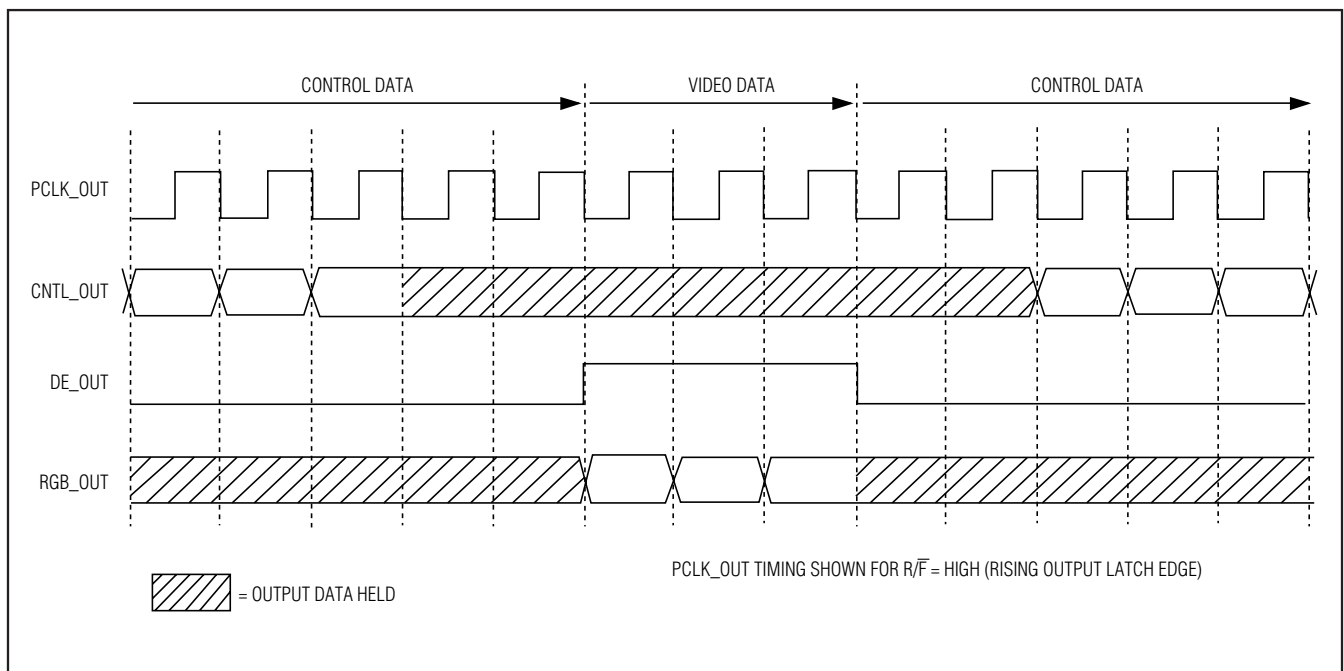 CONTROL DATA
VIDEO DATA
CONTROL DATA
PCLK_OUT
CNTL_OUT
DE_OUT
RGB_OUT
PCLK_OUT TIMING SHOWN FOR R/F̅ = HIGH (RISING OUTPUT LATCH EDGE)
= OUTPUT DATA HELD